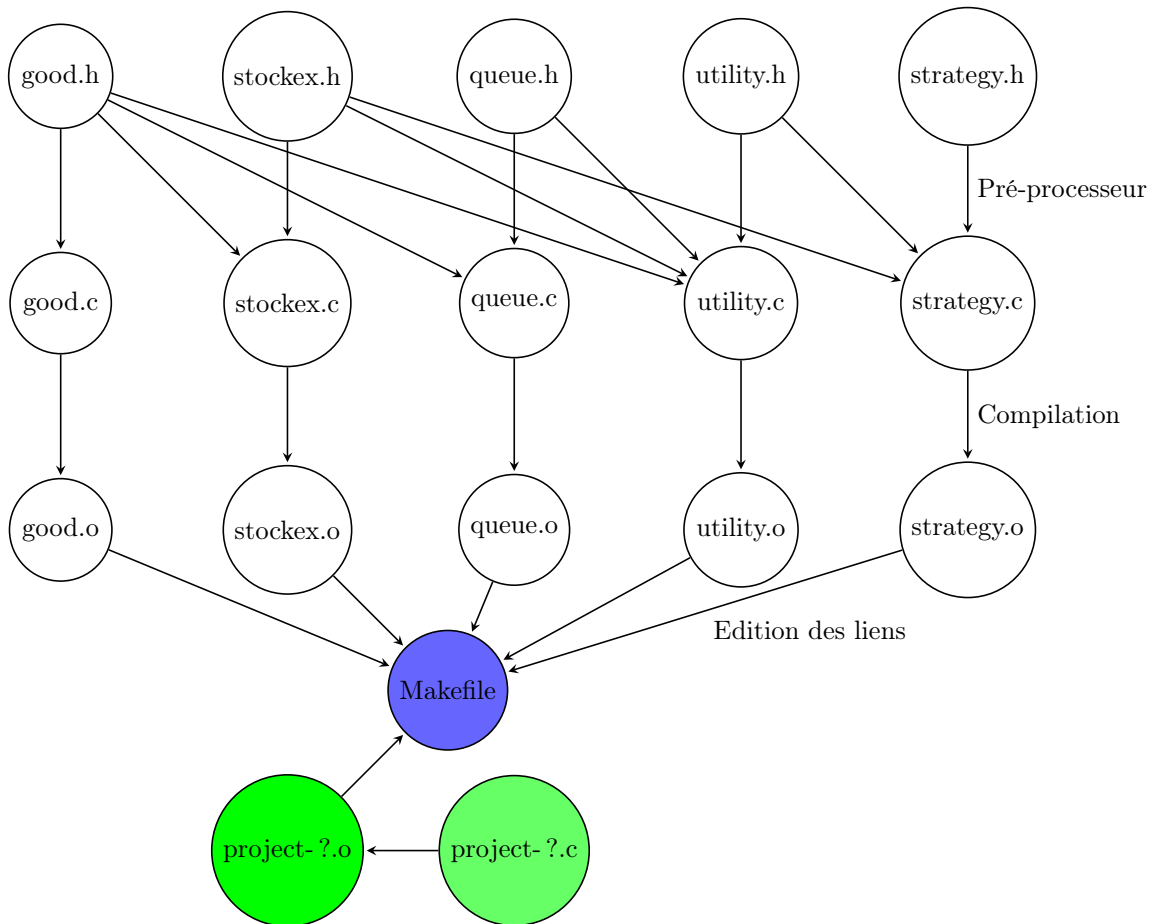 good.h
stockex.h
queue.h
utility.h
strategy.h
Pré-processeur
good.c
stockex.c
queue.c
utility.c
strategy.c
Compilation
good.o
stockex.o
queue.o
utility.o
strategy.o
Edition des liens
Makefile
project- ?.o
project- ?.c